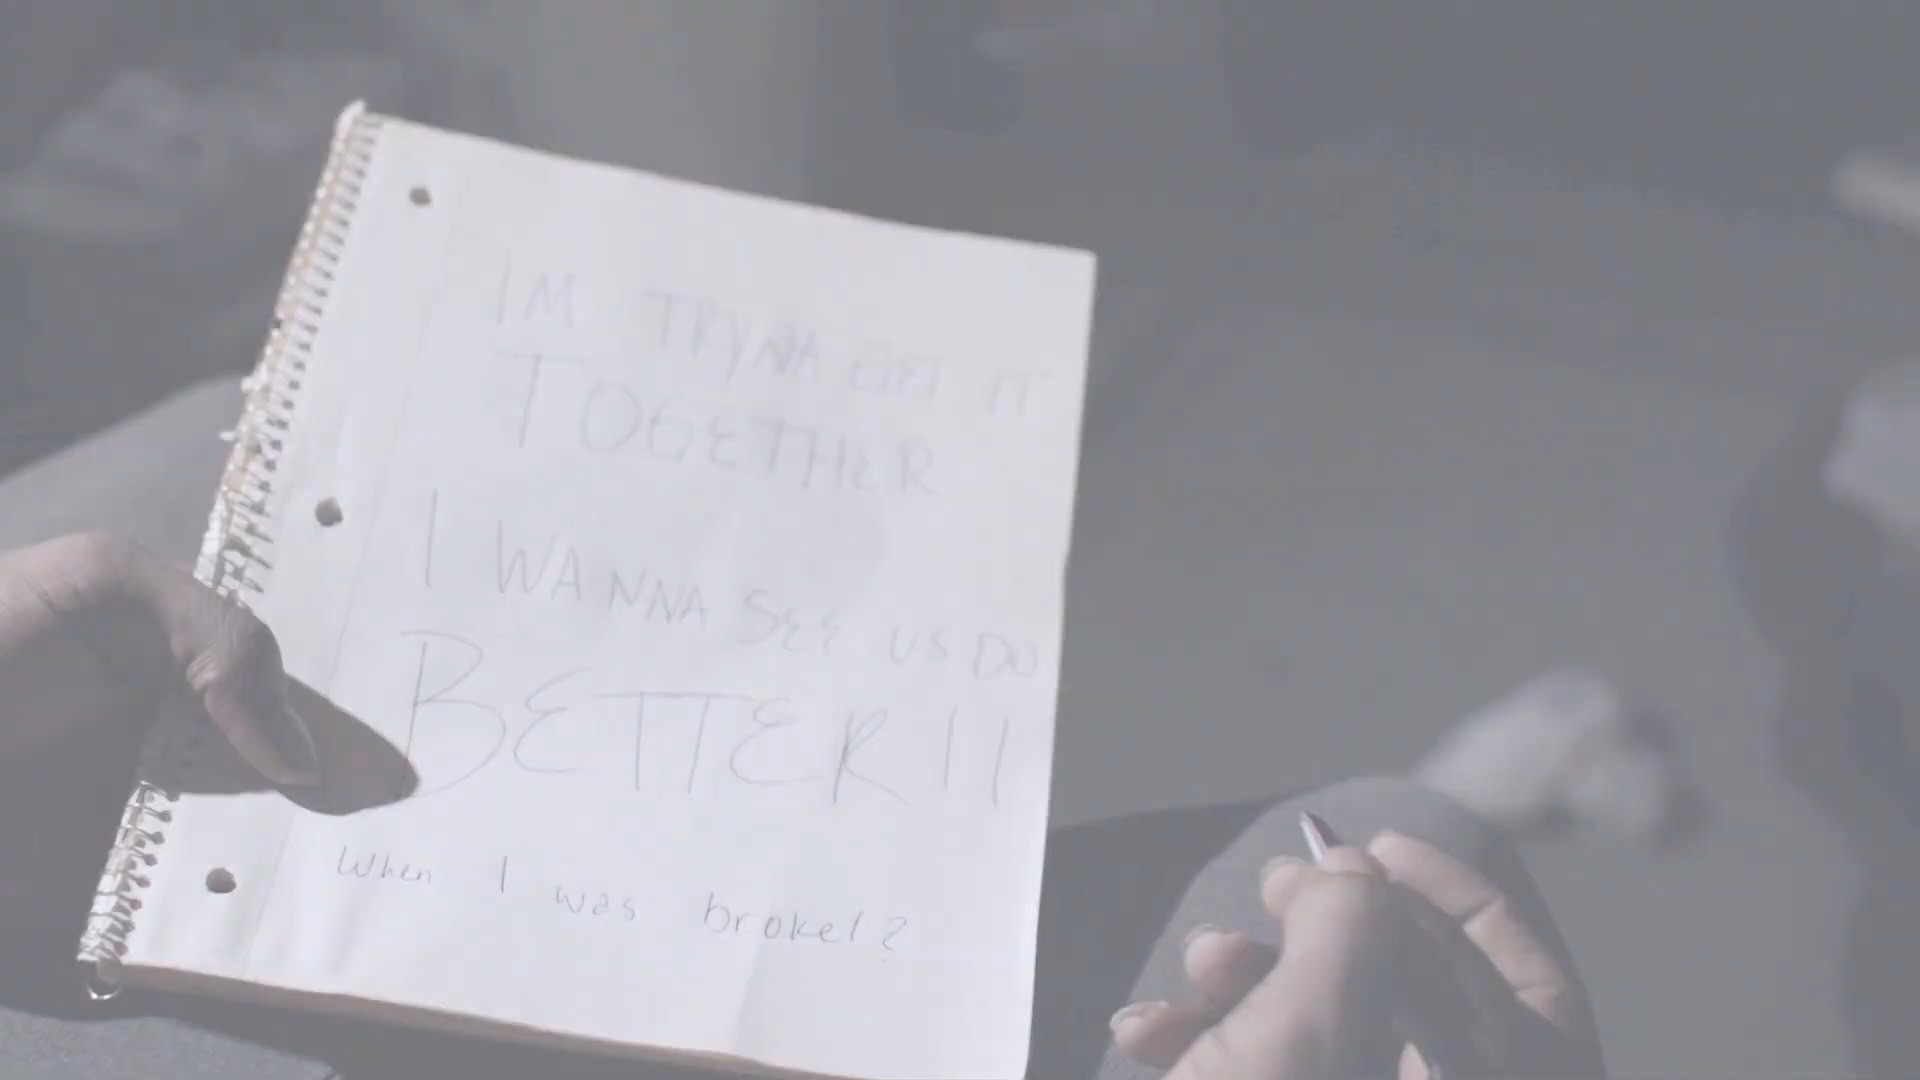 IM TRYNA GET IT
TOGETHER
I WANNA SEE US DO
BETTER!!
When I was broke!?